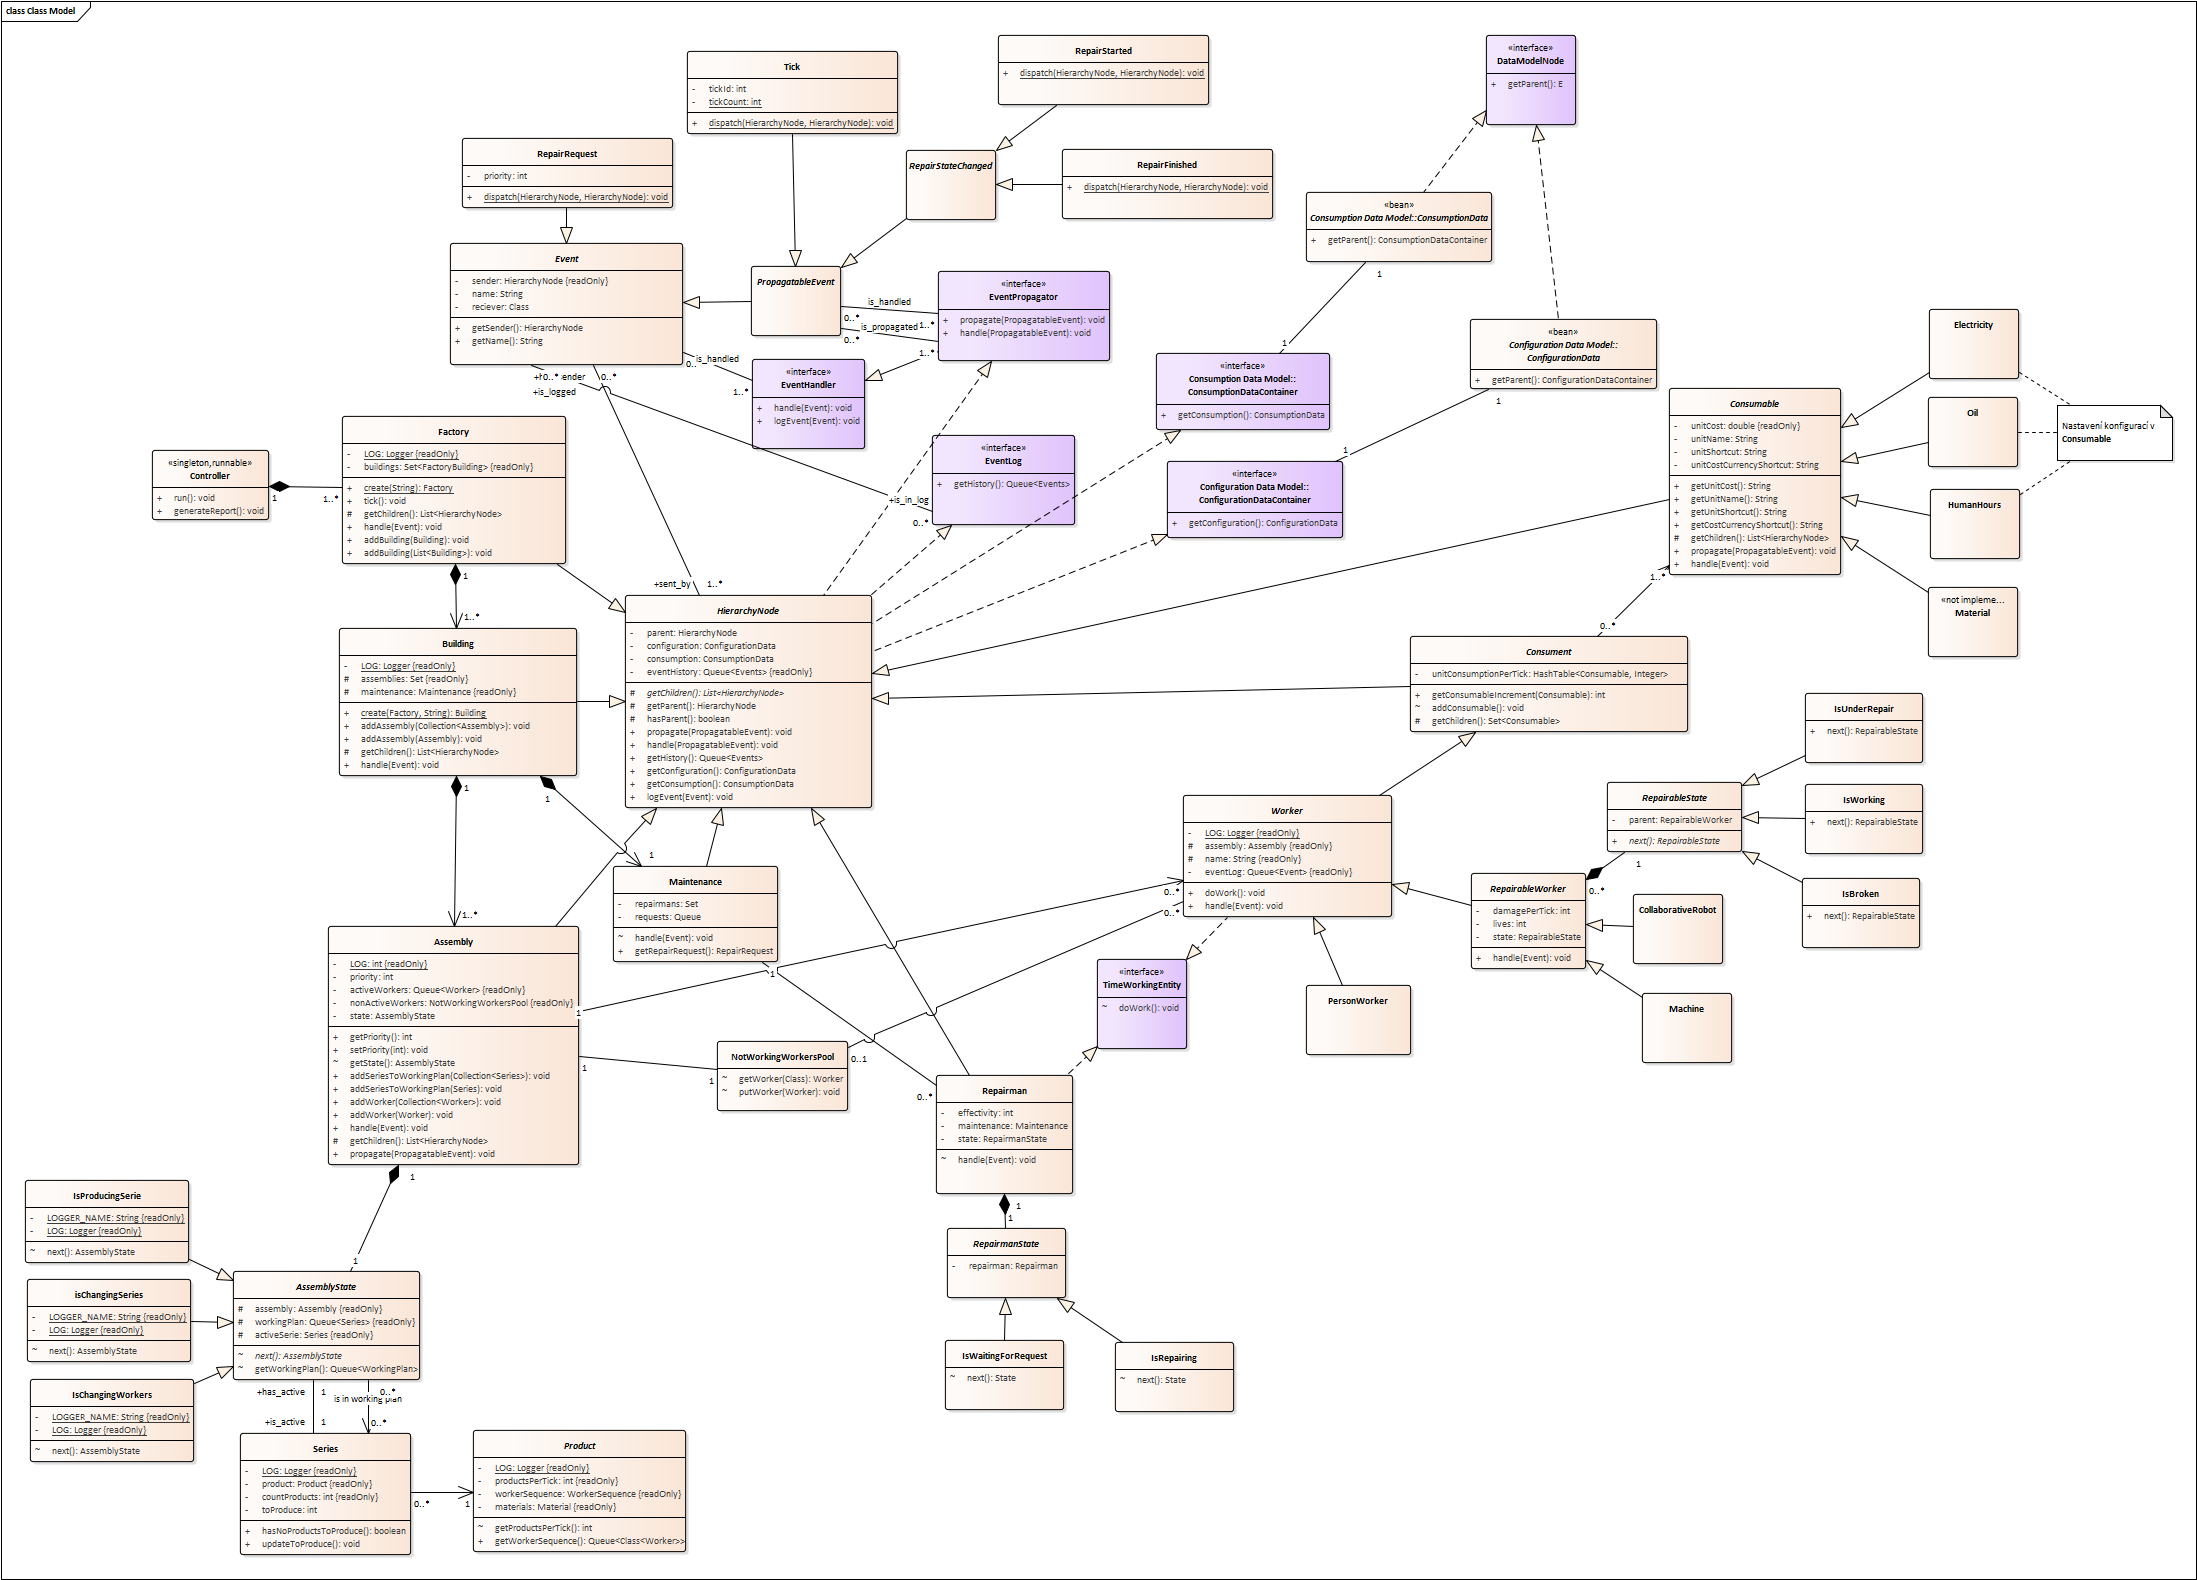 class Class Model
Tick
- tickId: int
- tickCount: int
+ dispatch(HierarchyNode, HierarchyNode): void
RepairStarted
+ dispatch(HierarchyNode, HierarchyNode): void
«interface»
DataModelNode
+ getParent(): E
RepairRequest
- priority: int
+ dispatch(HierarchyNode, HierarchyNode): void
RepairStateChanged
RepairFinished
+ dispatch(HierarchyNode, HierarchyNode): void
«bean»
Consumption Data Model::ConsumptionData
+ getParent(): ConsumptionDataContainer
1
1
Event
- sender: HierarchyNode {readOnly}
- name: String
- reciever: Class
+ getSender(): HierarchyNode
+ getName(): String
PropagatableEvent
is_handled
0..*
is_propagated
1..*
0..*
1..*
«interface»
EventPropagator
+ propagate(PropagatableEvent): void
+ handle(PropagatableEvent): void
is_handled
0..*
1..*
«interface»
EventHandler
+ handle(Event): void
+ logEvent(Event): void
0..*
+is_logged
0..*
«interface»
Consumption Data Model::
ConsumptionDataContainer
+ getConsumption(): ConsumptionData
«bean»
Configuration Data Model::
ConfigurationData
+ getParent(): ConfigurationDataContainer
1
1
«interface»
EventLog
+ getHistory(): Queue<Events>
+is_in_log
0..*
«interface»
Configuration Data Model::
ConfigurationDataContainer
+ getConfiguration(): ConfigurationData
Consumable
- unitCost: double {readOnly}
- unitName: String
- unitShortcut: String
- unitCostCurrencyShortcut: String
+ getUnitCost(): String
+ getUnitName(): String
+ getUnitShortcut(): String
+ getCostCurrencyShortcut(): String
# getChildren(): List<HierarchyNode>
+ propagate(PropagatableEvent): void
+ handle(Event): void
Electricity
Oil
HumanHours
«not impleme...
Material
Nastavení konfigurací v
Consumable
«singleton,runnable»
Controller
+ run(): void
+ generateReport(): void
1
1..*
Factory
- LOG: Logger {readOnly}
- buildings: Set<FactoryBuilding> {readOnly}
+ create(String): Factory
+ tick(): void
# getChildren(): List<HierarchyNode>
+ handle(Event): void
+ addBuilding(Building): void
+ addBuilding(List<Building>): void
1
1..*
+sent_by
1..*
Building
- LOG: Logger {readOnly}
# assemblies: Set {readOnly}
# maintenance: Maintenance {readOnly}
+ create(Factory, String): Building
+ addAssembly(Collection<Assembly>): void
+ addAssembly(Assembly): void
# getChildren(): List<HierarchyNode>
+ handle(Event): void
1
1..*
1
1
HierarchyNode
- parent: HierarchyNode
- configuration: ConfigurationData
- consumption: ConsumptionData
- eventHistory: Queue<Events> {readOnly}
# getChildren(): List<HierarchyNode>
# getParent(): HierarchyNode
# hasParent(): boolean
+ propagate(PropagatableEvent): void
+ handle(PropagatableEvent): void
+ getHistory(): Queue<Events>
+ getConfiguration(): ConfigurationData
+ getConsumption(): ConsumptionData
+ logEvent(Event): void
1..*
0..*
Consument
- unitConsumptionPerTick: HashTable<Consumable, Integer>
+ getConsumableIncrement(Consumable): int
~ addConsumable(): void
# getChildren(): Set<Consumable>
IsUnderRepair
+ next(): RepairableState
RepairableState
- parent: RepairableWorker
+ next(): RepairableState
IsWorking
+ next(): RepairableState
IsBroken
+ next(): RepairableState
1
0..*
Worker
- LOG: Logger {readOnly}
# assembly: Assembly {readOnly}
# name: String {readOnly}
- eventLog: Queue<Event> {readOnly}
+ doWork(): void
+ handle(Event): void
0..*
0..*
RepairableWorker
- damagePerTick: int
- lives: int
- state: RepairableState
+ handle(Event): void
CollaborativeRobot
Machine
PersonWorker
Maintenance
- repairmans: Set
- requests: Queue
~ handle(Event): void
+ getRepairRequest(): RepairRequest
1
0..*
«interface»
TimeWorkingEntity
~ doWork(): void
Assembly
- LOG: int {readOnly}
- priority: int
- activeWorkers: Queue<Worker> {readOnly}
- nonActiveWorkers: NotWorkingWorkersPool {readOnly}
- state: AssemblyState
+ getPriority(): int
+ setPriority(int): void
~ getState(): AssemblyState
+ addSeriesToWorkingPlan(Collection<Series>): void
+ addSeriesToWorkingPlan(Series): void
+ addWorker(Collection<Worker>): void
+ addWorker(Worker): void
+ handle(Event): void
# getChildren(): List<HierarchyNode>
+ propagate(PropagatableEvent): void
1
1
1
NotWorkingWorkersPool
~ getWorker(Class): Worker
~ putWorker(Worker): void
0..1
Repairman
- effectivity: int
- maintenance: Maintenance
- state: RepairmanState
~ handle(Event): void
1
1
RepairmanState
- repairman: Repairman
IsWaitingForRequest
~ next(): State
IsRepairing
~ next(): State
1
1
IsProducingSerie
- LOGGER_NAME: String {readOnly}
- LOG: Logger {readOnly}
~ next(): AssemblyState
isChangingSeries
- LOGGER_NAME: String {readOnly}
- LOG: Logger {readOnly}
~ next(): AssemblyState
IsChangingWorkers
- LOGGER_NAME: String {readOnly}
- LOG: Logger {readOnly}
~ next(): AssemblyState
AssemblyState
# assembly: Assembly {readOnly}
# workingPlan: Queue<Series> {readOnly}
# activeSerie: Series {readOnly}
~ next(): AssemblyState
~ getWorkingPlan(): Queue<WorkingPlan>
+has_active
1
0..*
is in working plan
+is_active
1
0..*
Series
- LOG: Logger {readOnly}
- product: Product {readOnly}
- countProducts: int {readOnly}
- toProduce: int
+ hasNoProductsToProduce(): boolean
+ updateToProduce(): void
0..*
1
Product
- LOG: Logger {readOnly}
- productsPerTick: int {readOnly}
- workerSequence: WorkerSequence {readOnly}
- materials: Material {readOnly}
~ getProductsPerTick(): int
+ getWorkerSequence(): Queue<Class<Worker>>